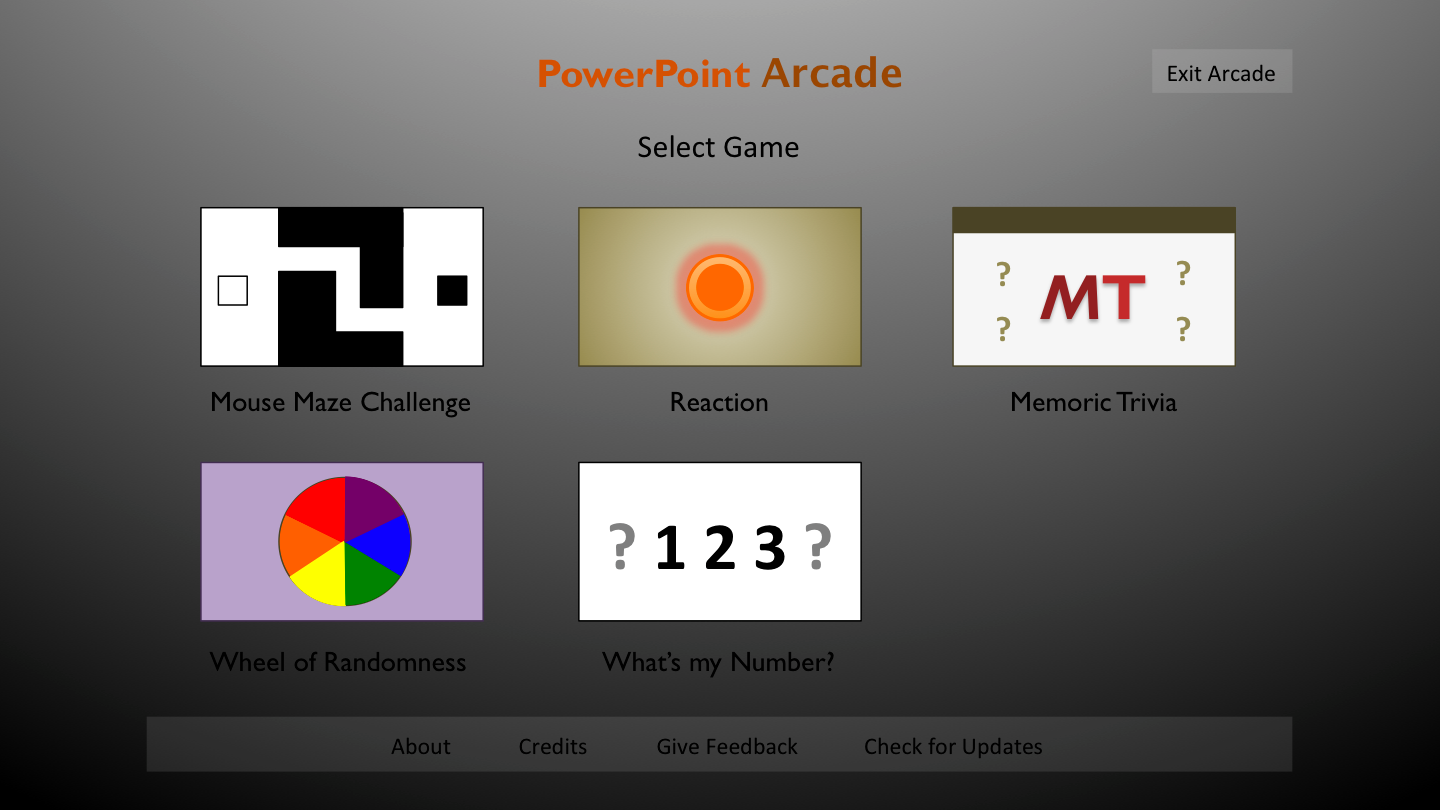 PowerPoint Arcade
Exit Arcade
Select Game
? MT ?
? ?
Mouse Maze Challenge
Reaction
Memoric Trivia
? 1 2 3 ?
Wheel of Randomness
What's my Number?
About Credits Give Feedback Check for Updates